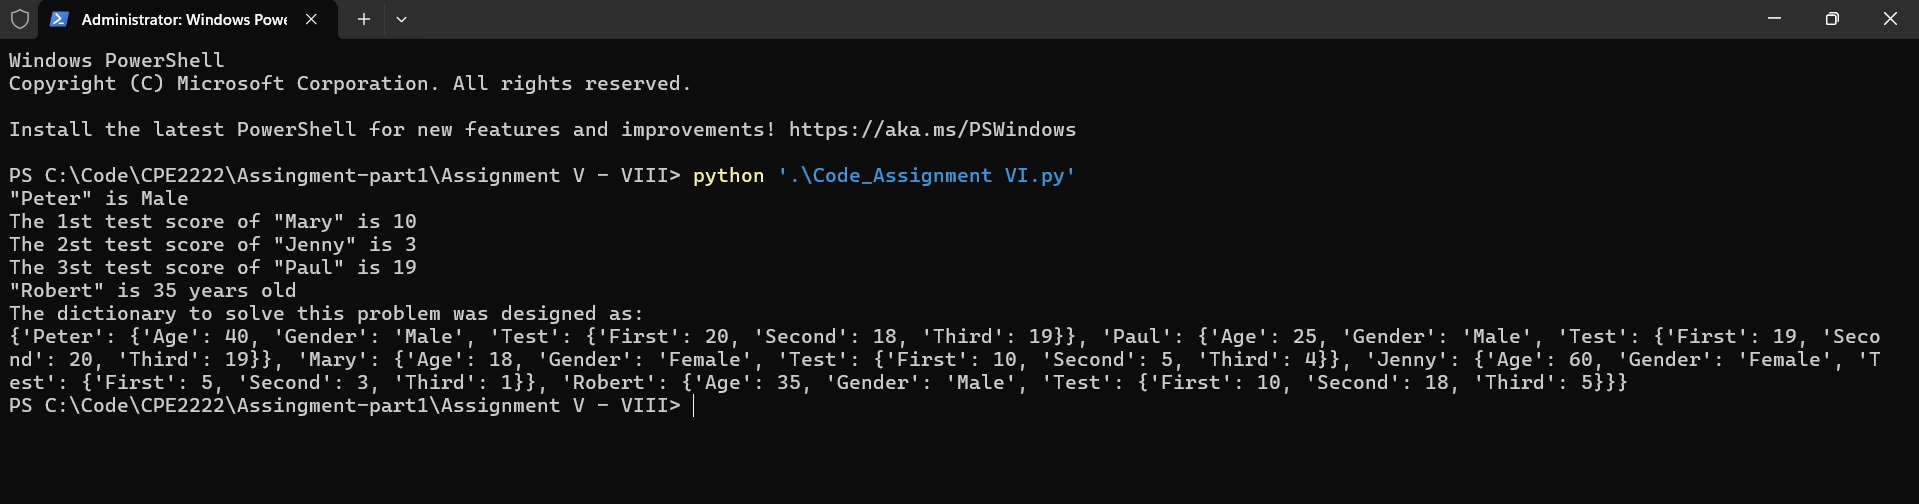 Administrator: Windows Powe
Windows PowerShell
Copyright (C) Microsoft Corporation. All rights reserved.
Install the latest PowerShell for new features and improvements! https://aka.ms/PSWindows
PS C:\Code\CPE2222\Assingment-part1\Assignment V - VIII> python '.\Code_Assignment VI.py'
"Peter" is Male
The 1st test score of "Mary" is 10
The 2st test score of "Jenny" is 3
The 3st test score of "Paul" is 19
"Robert" is 35 years old
The dictionary to solve this problem was designed as:
{'Peter': {'Age': 40, 'Gender': 'Male', 'Test': {'First': 20, 'Second': 18, 'Third': 19}}, 'Paul': {'Age': 25, 'Gender': 'Male', 'Test': {'First': 19, 'Seco
nd': 20, 'Third': 19}}, 'Mary': {'Age': 18, 'Gender': 'Female', 'Test': {'First': 10, 'Second': 5, 'Third': 4}}, 'Jenny': {'Age': 60, 'Gender': 'Female', 'T
est': {'First': 5, 'Second': 3, 'Third': 1}}, 'Robert': {'Age': 35, 'Gender': 'Male', 'Test': {'First': 10, 'Second': 18, 'Third': 5}}}
PS C:\Code\CPE2222\Assingment-part1\Assignment V - VIII>